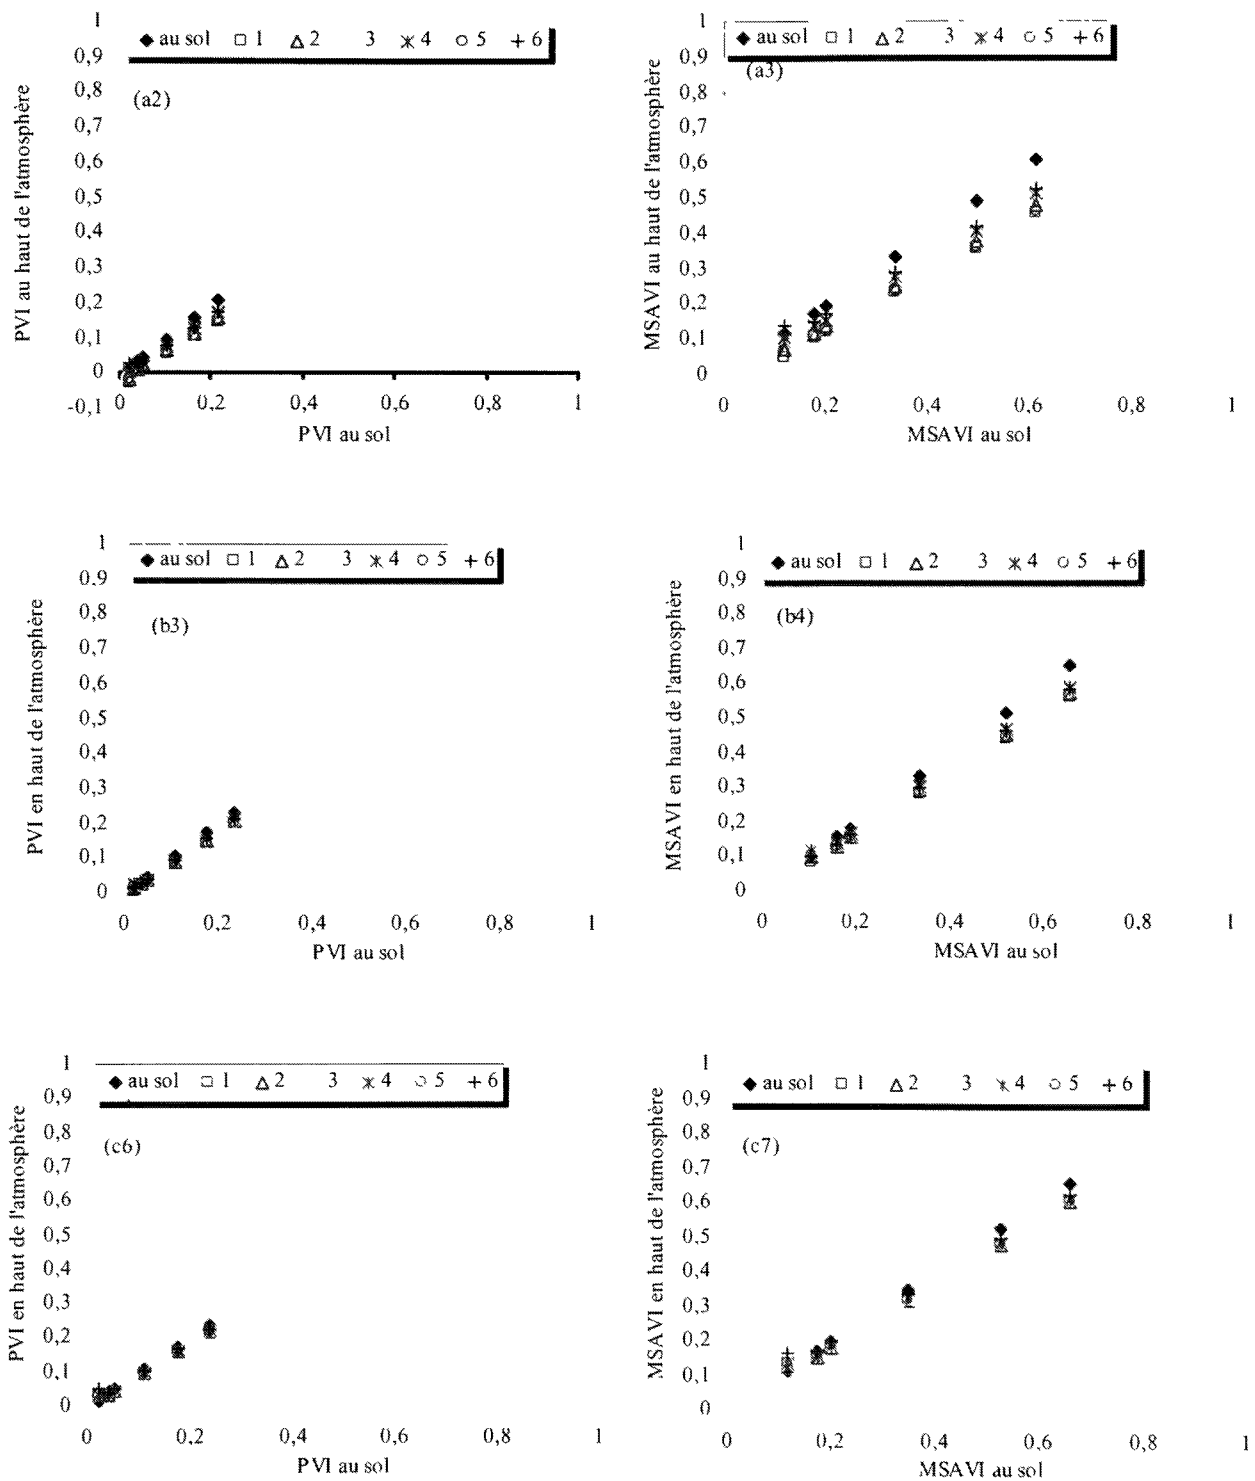 1
◆ au sol □ 1 △ 2 3 ж 4 ○ 5 + 6
0,9
(a2)
0,8
0,7
0,6
0,5
0,4
0,3
0,2
0,1
0
-0,1
0 0,2 0,4 0,6 0,8 1
PVI au sol
PVI au haut de l'atmosphère
1
◆ au sol □ 1 △ 2 3 ж 4 ○ 5 + 6
0,9
(a3)
0,8
0,7
0,6
0,5
0,4
0,3
0,2
0,1
0
0 0,2 0,4 0,6 0,8 1
MSAVI au sol
MSAVI au haut de l'atmosphère
1
◆ au sol □ 1 △ 2 3 ж 4 ○ 5 + 6
0,9
0,8
(b3)
0,7
0,6
0,5
0,4
0,3
0,2
0,1
0
0 0,2 0,4 0,6 0,8 1
PVI au sol
PVI en haut de l'atmosphère
1
◆ au sol □ 1 △ 2 3 ж 4 ○ 5 + 6
0,9
0,8
(b4)
0,7
0,6
0,5
0,4
0,3
0,2
0,1
0
0 0,2 0,4 0,6 0,8 1
MSAVI au sol
MSAVI en haut de l'atmosphère
1
◆ au sol □ 1 △ 2 3 ж 4 ○ 5 + 6
0,9
0,8
(c6)
0,7
0,6
0,5
0,4
0,3
0,2
0,1
0
0 0,2 0,4 0,6 0,8 1
PVI au sol
PVI en haut de l'atmosphère
1
◆ au sol □ 1 △ 2 3 ж 4 ○ 5 + 6
0,9
0,8
(c7)
0,7
0,6
0,5
0,4
0,3
0,2
0,1
0
0 0,2 0,4 0,6 0,8 1
MSAVI au sol
MSAVI en haut de l'atmosphère